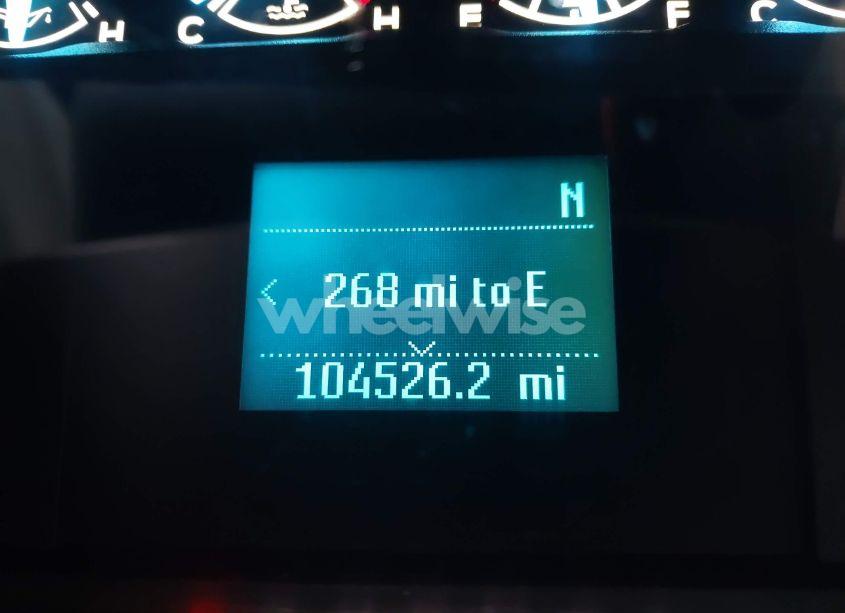 H C H E F C
N
< 268 mi to E
wheelwise
104526.2 mi